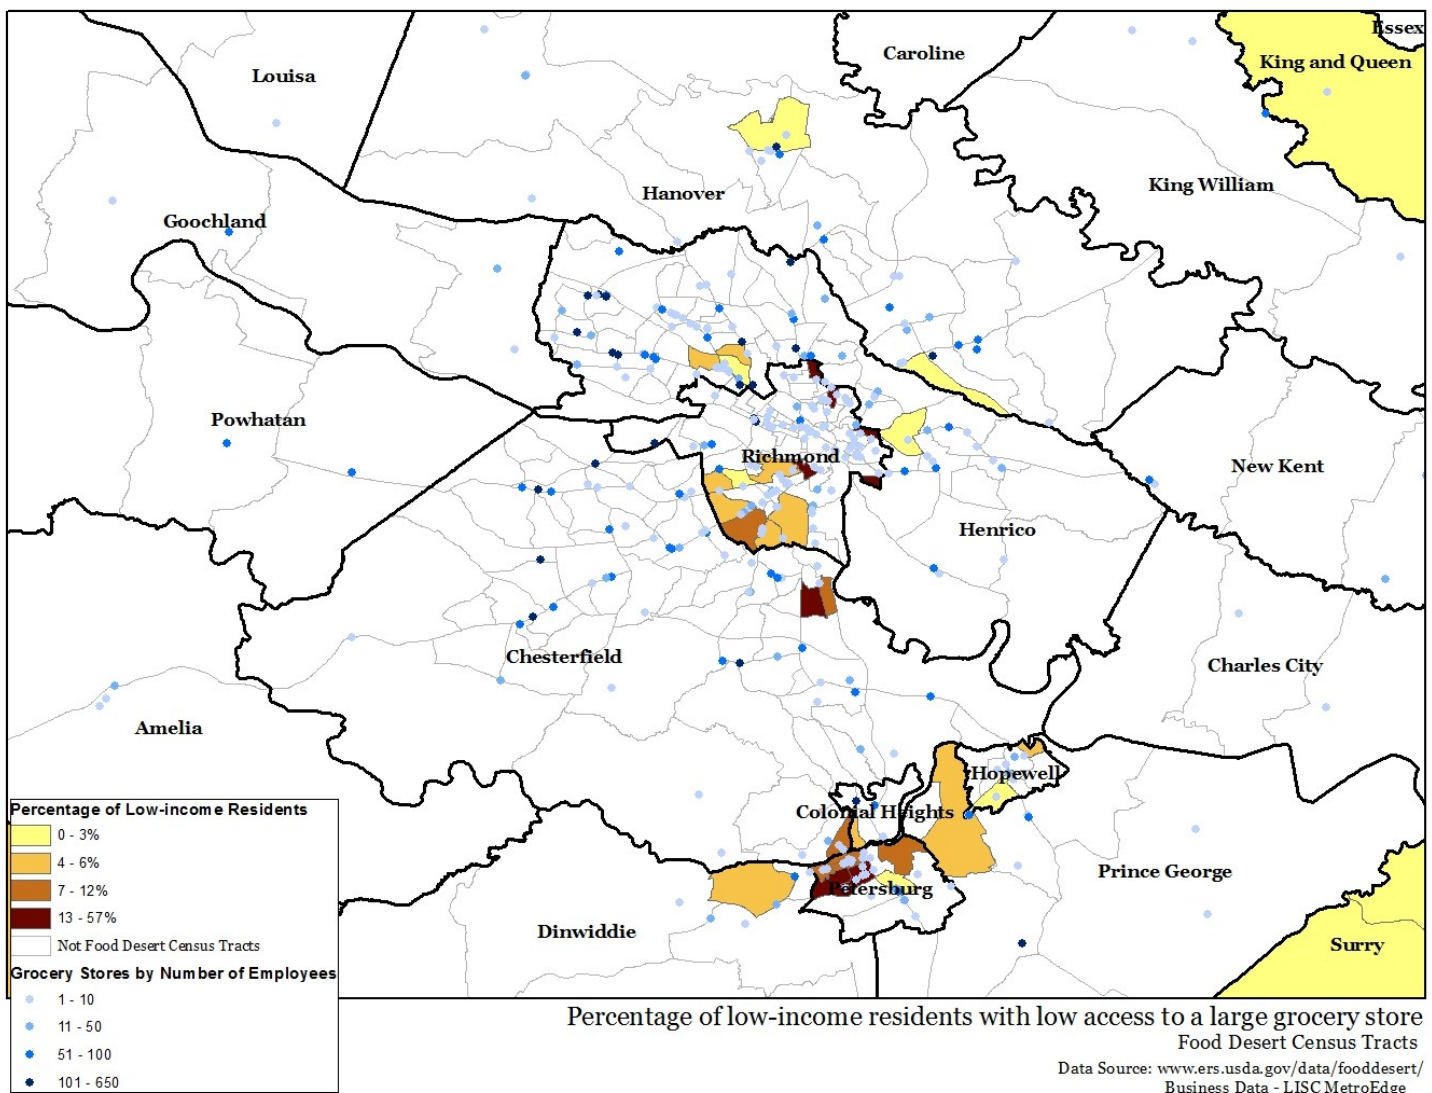 Essex
Caroline
King and Queen
Louisa
King William
Hanover
Goochland
Powhatan
Richmond
New Kent
Henrico
Chesterfield
Charles City
Amelia
Hopewell
Colonial Heights
Prince George
Petersburg
Dinwiddie
Surry
Percentage of Low-income Residents
0 - 3%
4 - 6%
7 - 12%
13 - 57%
Not Food Desert Census Tracts
Grocery Stores by Number of Employees
1 - 10
11 - 50
51 - 100
101 - 650
Percentage of low-income residents with low access to a large grocery store
Food Desert Census Tracts
Data Source: www.ers.usda.gov/data/fooddesert/
Business Data - LISC MetroEdge